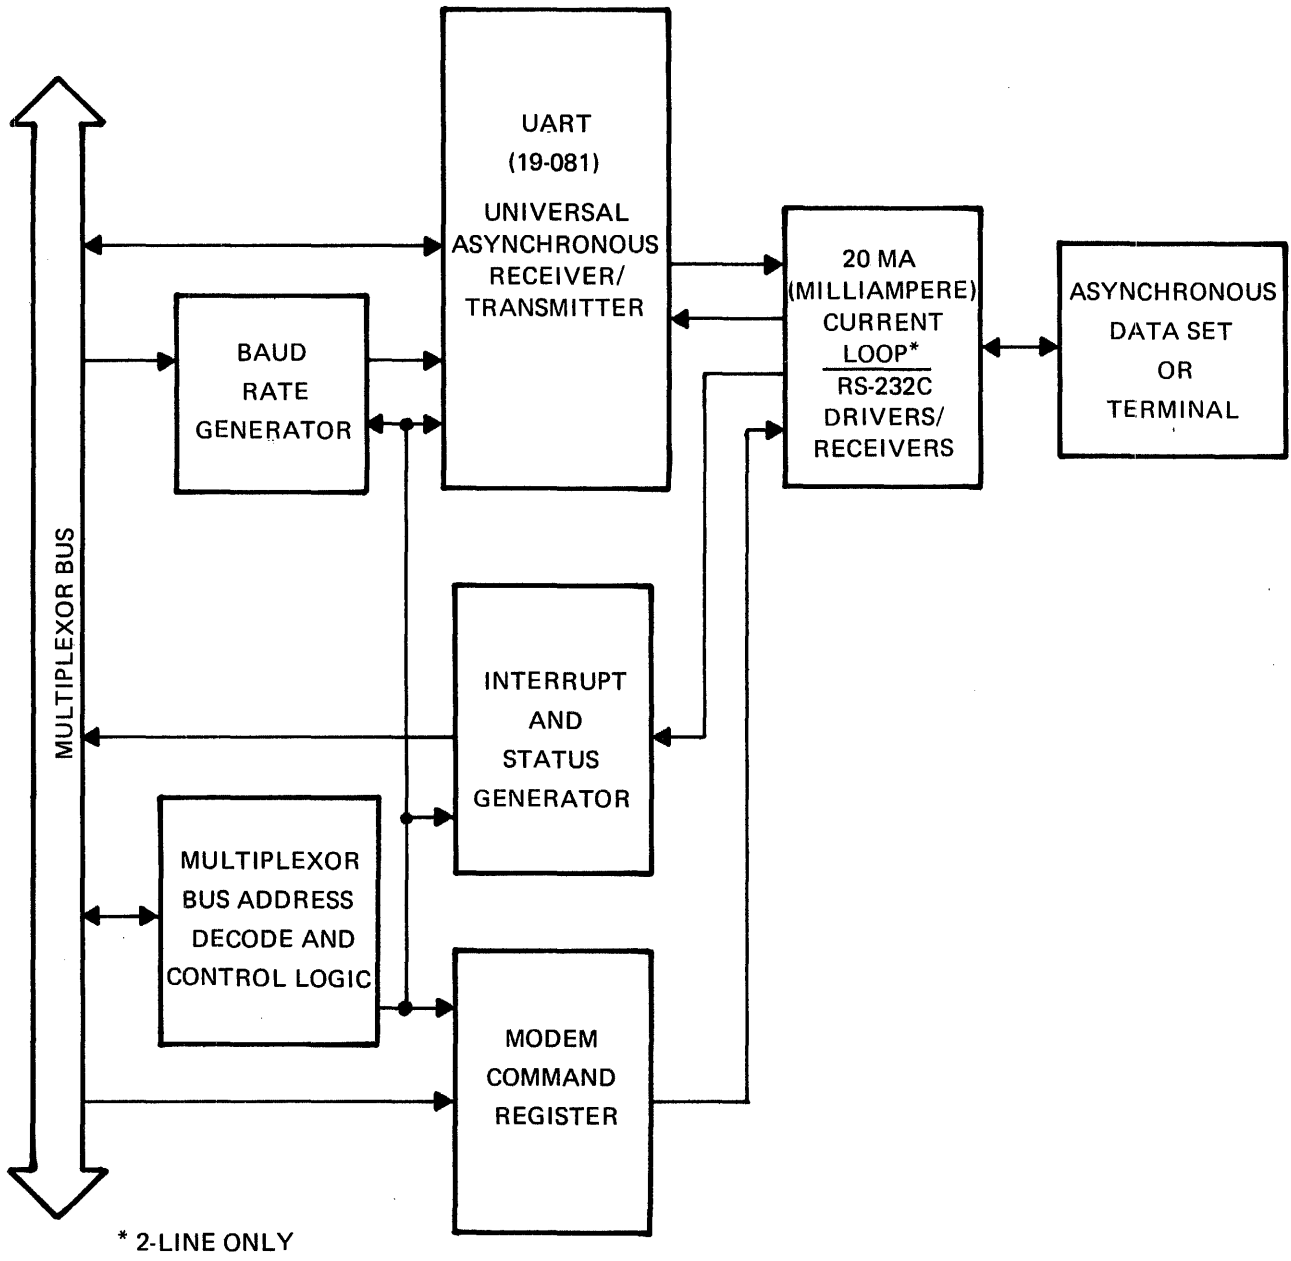 UART
(19-081)
UNIVERSAL
ASYNCHRONOUS
RECEIVER/
TRANSMITTER
20 MA
(MILLIAMPERE)
CURRENT
LOOP*
RS-232C
DRIVERS/
RECEIVERS
ASYNCHRONOUS
DATA SET
OR
TERMINAL
BAUD
RATE
GENERATOR
MULTIPLEXOR BUS
INTERRUPT
AND
STATUS
GENERATOR
MULTIPLEXOR
BUS ADDRESS
DECODE AND
CONTROL LOGIC
MODEM
COMMAND
REGISTER
* 2-LINE ONLY